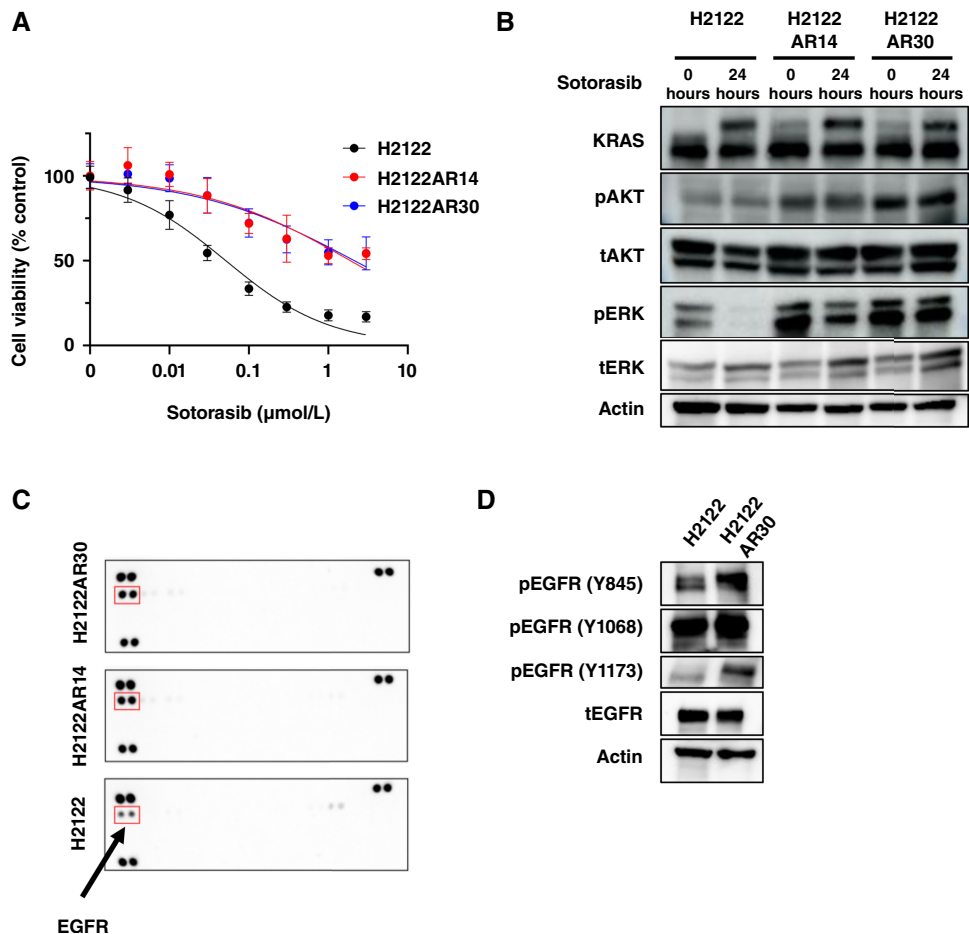 A
Cell viability (% control)
100
50
0
0
0.01
0.1
1
10
Sotorasib (μmol/L)
H2122
H2122AR14
H2122AR30
B
H2122
H2122
AR14
H2122
AR30
Sotorasib
0
hours
24
hours
0
hours
24
hours
0
hours
24
hours
KRAS
pAKT
tAKT
pERK
tERK
Actin
C
H2122AR30
H2122AR14
H2122
EGFR
D
H2122
H2122
AR30
pEGFR (Y845)
pEGFR (Y1068)
pEGFR (Y1173)
tEGFR
Actin